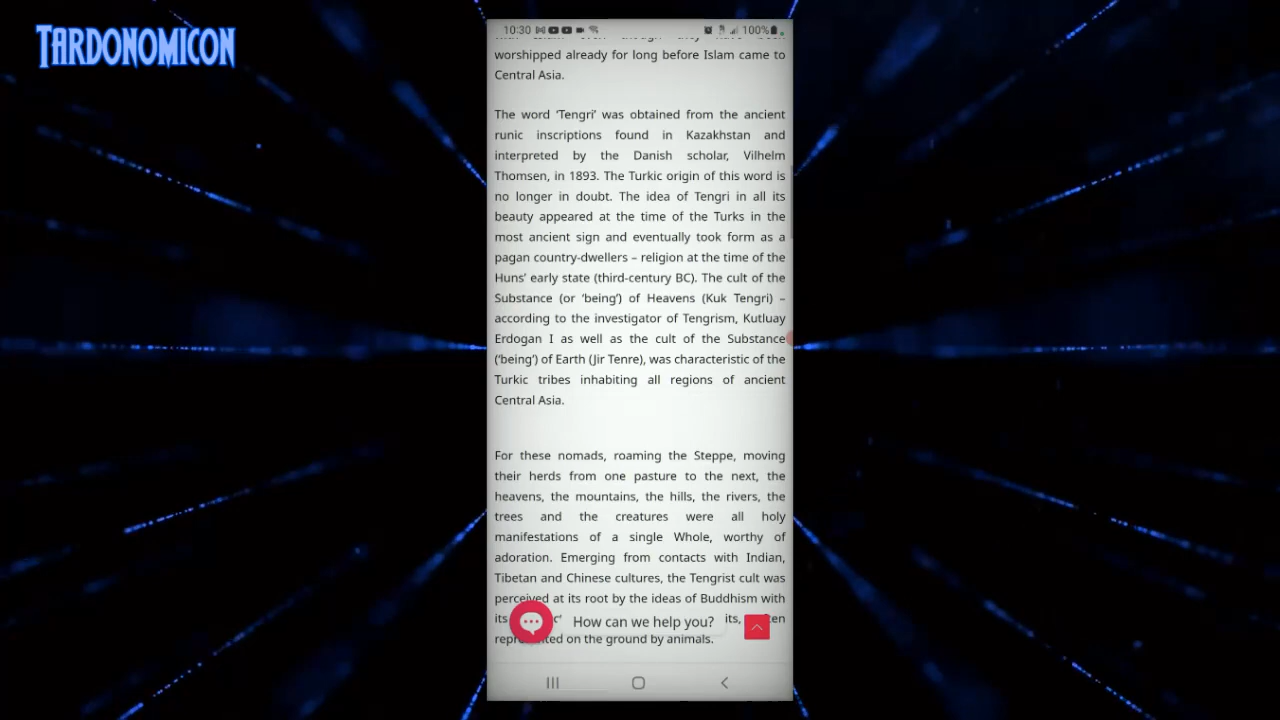 TARDONOMICON
10:30
100%
worshipped already for long before Islam came to
Central Asia.
The word ‘Tengri’ was obtained from the ancient
runic inscriptions found in Kazakhstan and
interpreted by the Danish scholar, Vilhelm
Thomsen, in 1893. The Turkic origin of this word is
no longer in doubt. The idea of Tengri in all its
beauty appeared at the time of the Turks in the
most ancient sign and eventually took form as a
pagan country-dwellers – religion at the time of the
Huns’ early state (third-century BC). The cult of the
Substance (or ‘being’) of Heavens (Kuk Tengri) –
according to the investigator of Tengrism, Kutluay
Erdogan I as well as the cult of the Substance
(‘being’) of Earth (Jir Tenre), was characteristic of the
Turkic tribes inhabiting all regions of ancient
Central Asia.
For these nomads, roaming the Steppe, moving
their herds from one pasture to the next, the
heavens, the mountains, the hills, the rivers, the
trees and the creatures were all holy
manifestations of a single Whole, worthy of
adoration. Emerging from contacts with Indian,
Tibetan and Chinese cultures, the Tengrist cult was
perceived at its root by the ideas of Buddhism with
its
How can we help you?
on the ground by animals.